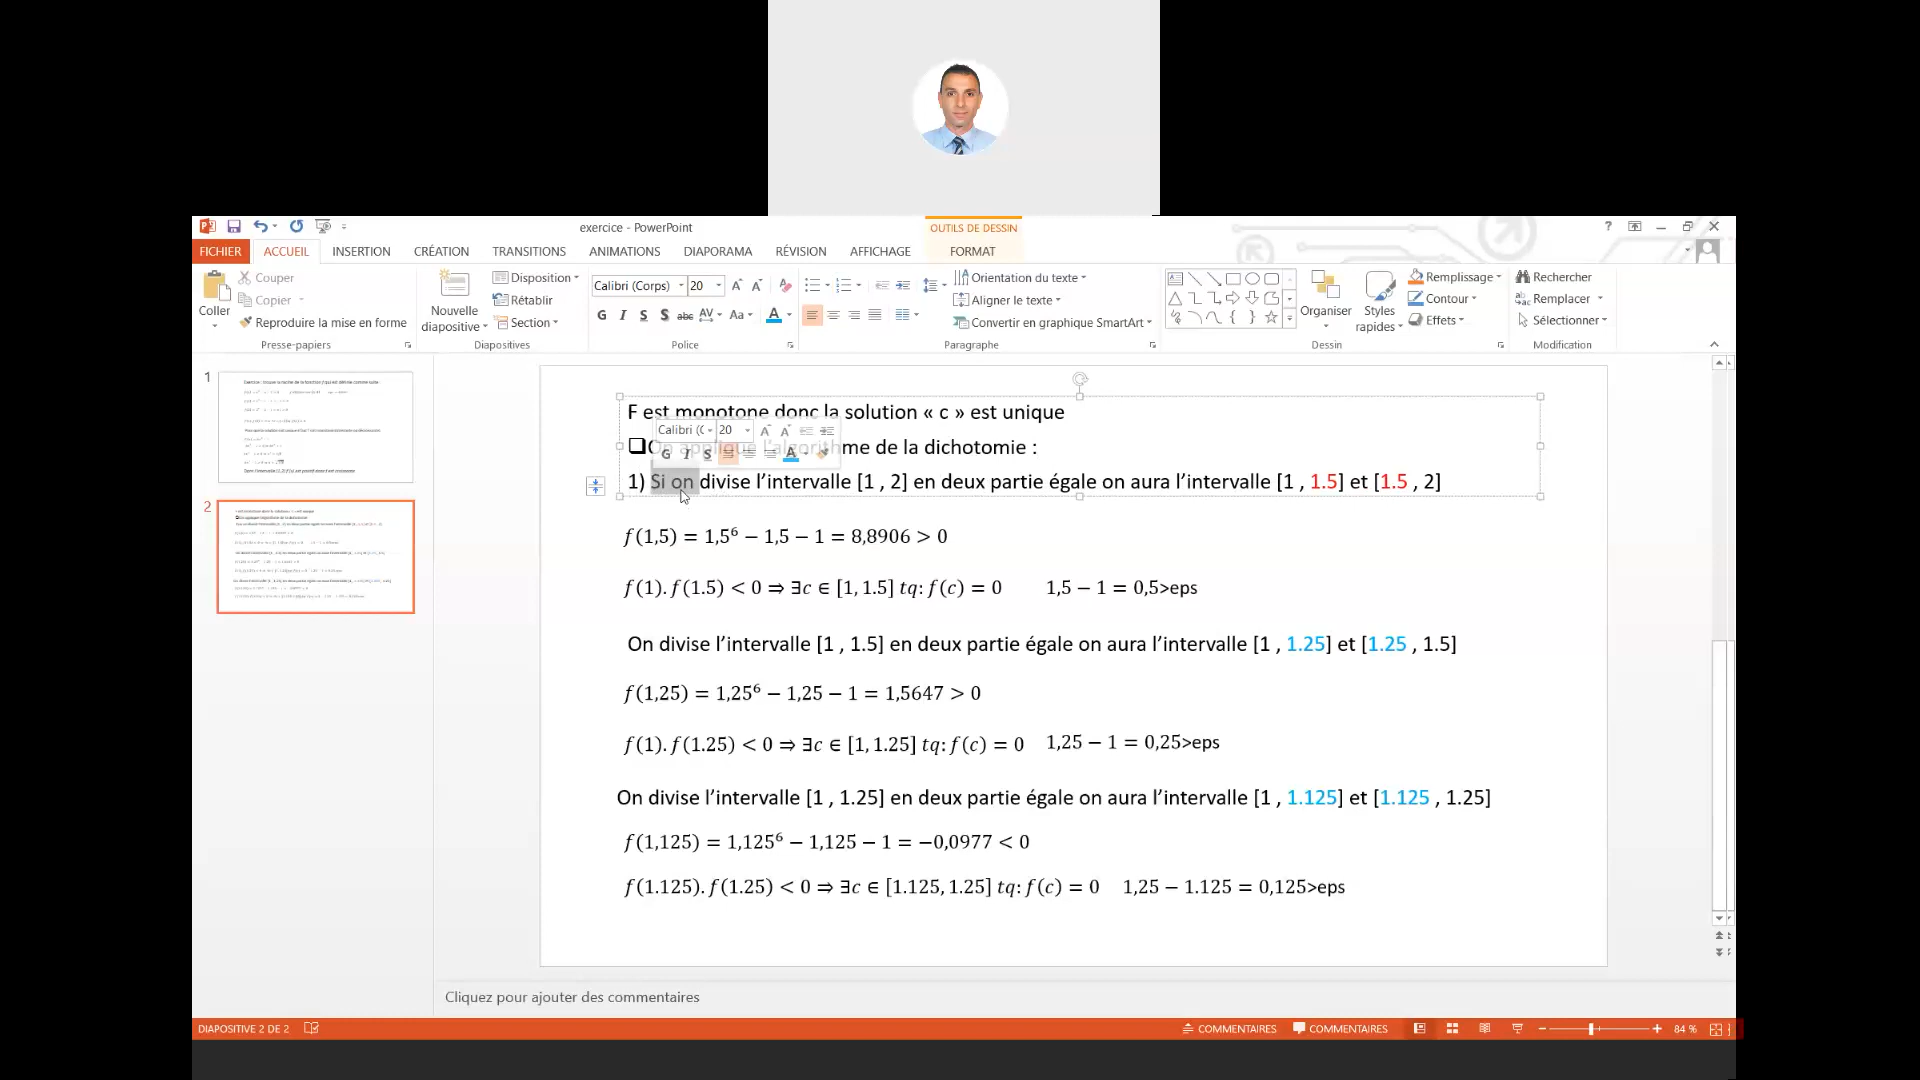 exercice - PowerPoint
OUTILS DE DESSIN
?
FICHIER
ACCUEIL
INSERTION
CRÉATION
TRANSITIONS
ANIMATIONS
DIAPORAMA
RÉVISION
AFFICHAGE
FORMAT
Coller
Couper
Copier
Reproduire la mise en forme
Presse-papiers
Nouvelle
diapositive
Disposition
Rétablir
Section
Diapositives
Calibri (Corps) 20
G I S S abc AV Aa A
Police
Orientation du texte
Aligner le texte
Convertir en graphique SmartArt
Paragraphe
Organiser
Styles
rapides
Remplissage
Contour
Effets
Dessin
Rechercher
Remplacer
Sélectionner
Modification
1
2
F est monotone donc la solution « c » est unique
Calibri (C 20
G I S A
❑On applique l’algorithme de la dichotomie :
1) Si on divise l’intervalle [1 , 2] en deux partie égale on aura l’intervalle [1 , 1.5] et [1.5 , 2]
f(1,5) = 1,5⁶ − 1,5 − 1 = 8,8906 > 0
f(1). f(1.5) < 0 ⇒ ∃c ∈ [1, 1.5] tq: f(c) = 0 1,5 − 1 = 0,5>eps
On divise l’intervalle [1 , 1.5] en deux partie égale on aura l’intervalle [1 , 1.25] et [1.25 , 1.5]
f(1,25) = 1,25⁶ − 1,25 − 1 = 1,5647 > 0
f(1). f(1.25) < 0 ⇒ ∃c ∈ [1, 1.25] tq: f(c) = 0 1,25 − 1 = 0,25>eps
On divise l’intervalle [1 , 1.25] en deux partie égale on aura l’intervalle [1 , 1.125] et [1.125 , 1.25]
f(1,125) = 1,125⁶ − 1,125 − 1 = −0,0977 < 0
f(1.125). f(1.25) < 0 ⇒ ∃c ∈ [1.125, 1.25] tq: f(c) = 0 1,25 − 1.125 = 0,125>eps
Cliquez pour ajouter des commentaires
DIAPOSITIVE 2 DE 2
COMMENTAIRES
COMMENTAIRES
84 %